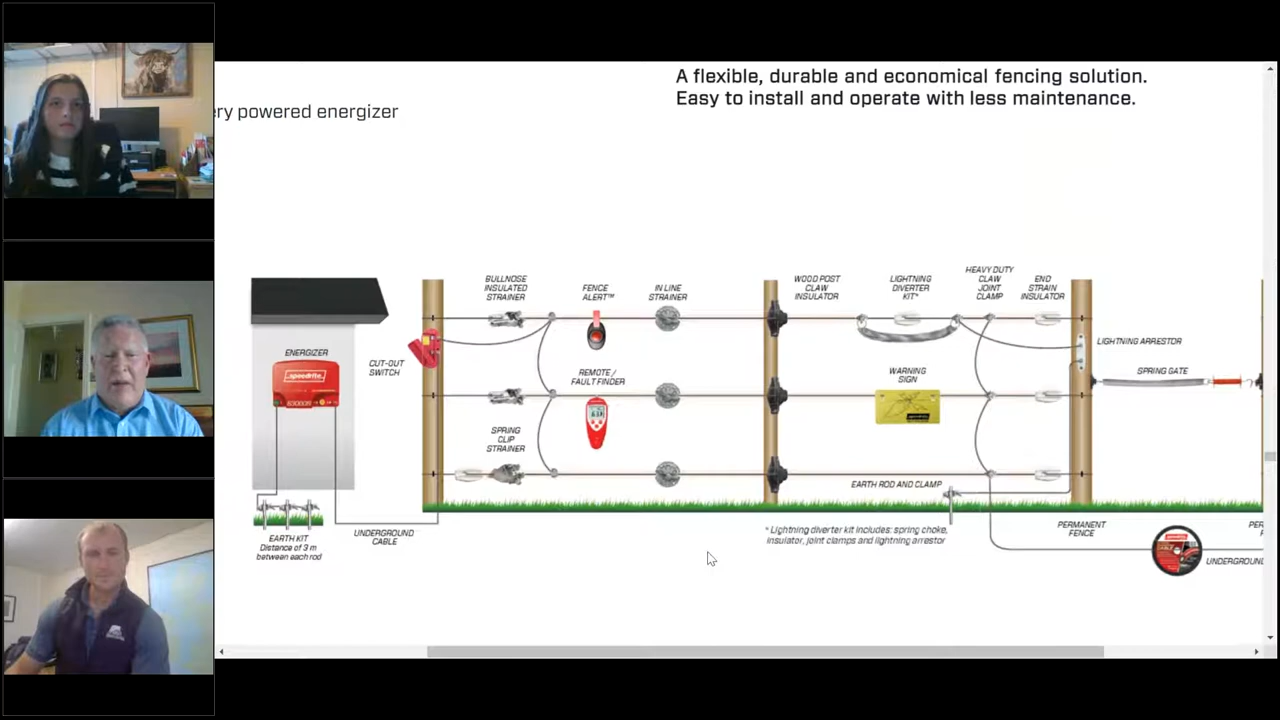 A flexible, durable and economical fencing solution.
Easy to install and operate with less maintenance.
ery powered energizer
BULLNOSE
INSULATED
STRAINER
FENCE
ALERT™
IN LINE
STRAINER
WOOD POST
CLAW
INSULATOR
LIGHTNING
DIVERTER
KIT*
HEAVY DUTY
CLAW
JOINT
CLAMP
END
STRAIN
INSULATOR
ENERGIZER
speedrite
CUT-OUT
SWITCH
REMOTE /
FAULT FINDER
WARNING
SIGN
LIGHTNING ARRESTOR
SPRING GATE
SPRING
CLIP
STRAINER
EARTH ROD AND CLAMP
EARTH KIT
Distance of 3 m
between each rod
UNDERGROUND
CABLE
* Lightning diverter kit includes: spring choke,
insulator, joint clamps and lightning arrestor
PERMANENT
FENCE
PER
F
UNDERGROUND